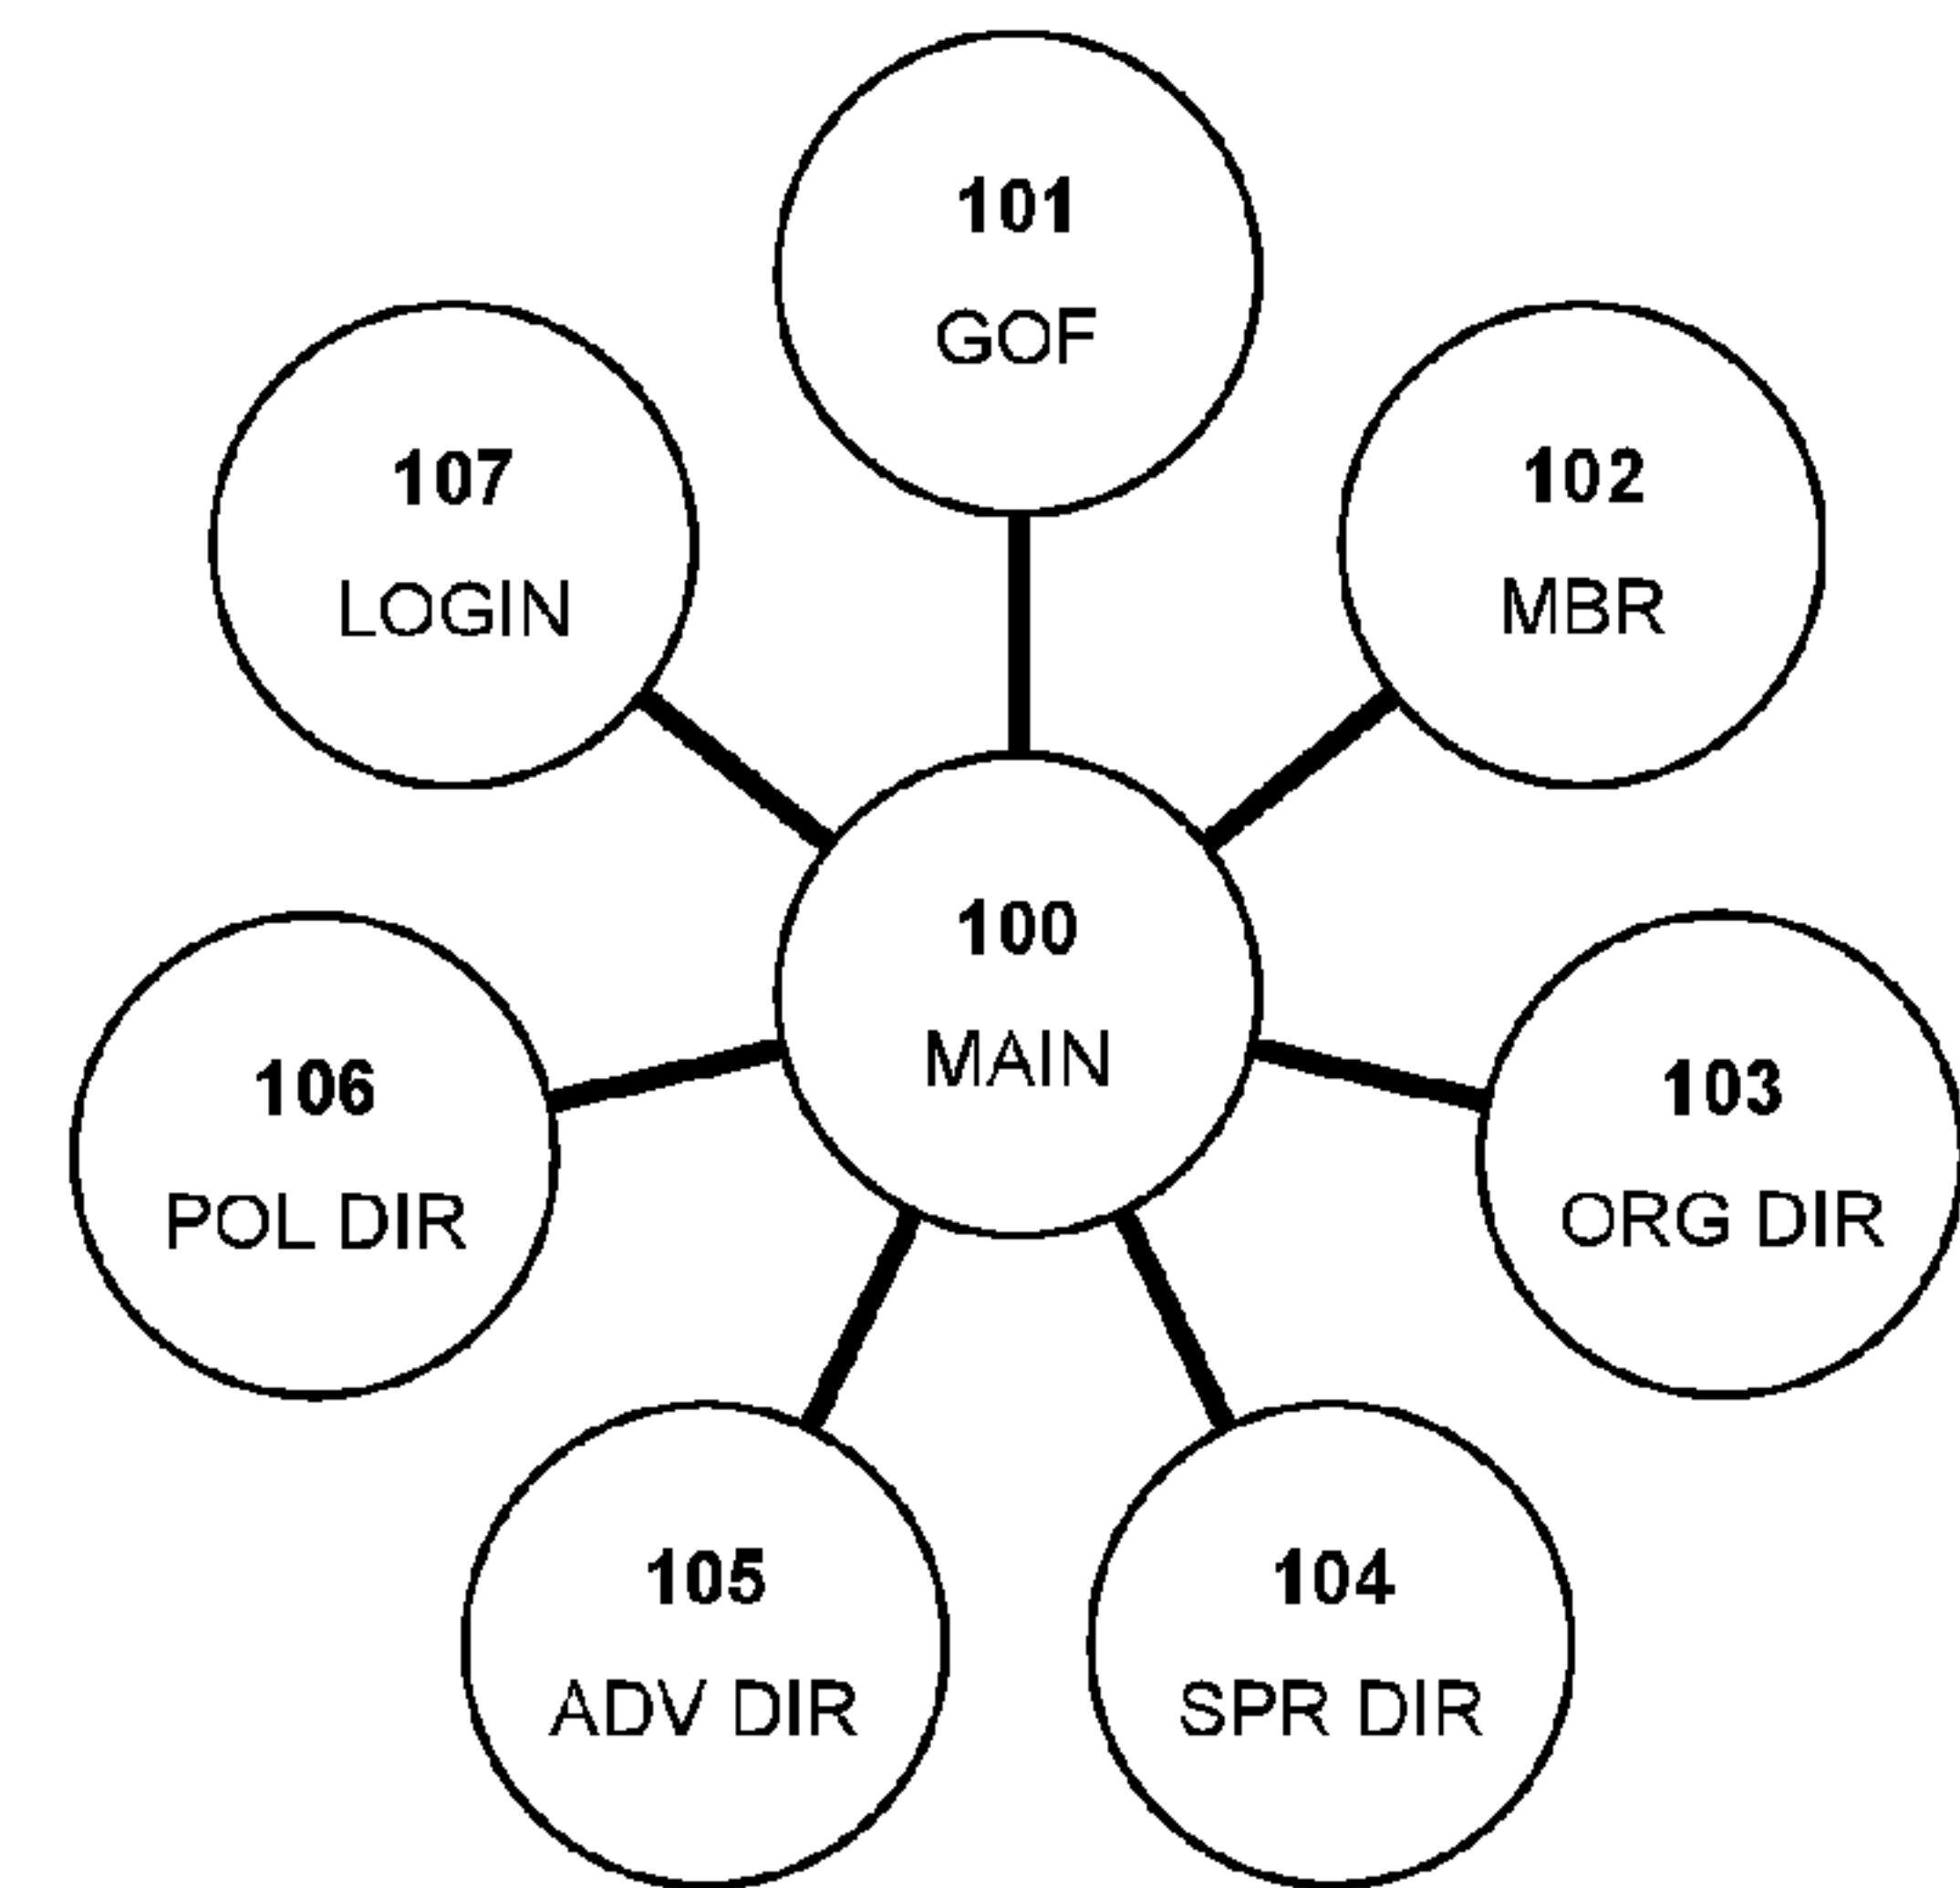 101
GOF
107
LOGIN
102
MBR
100
MAIN
106
POL DIR
103
ORG DIR
105
ADV DIR
104
SPR DIR